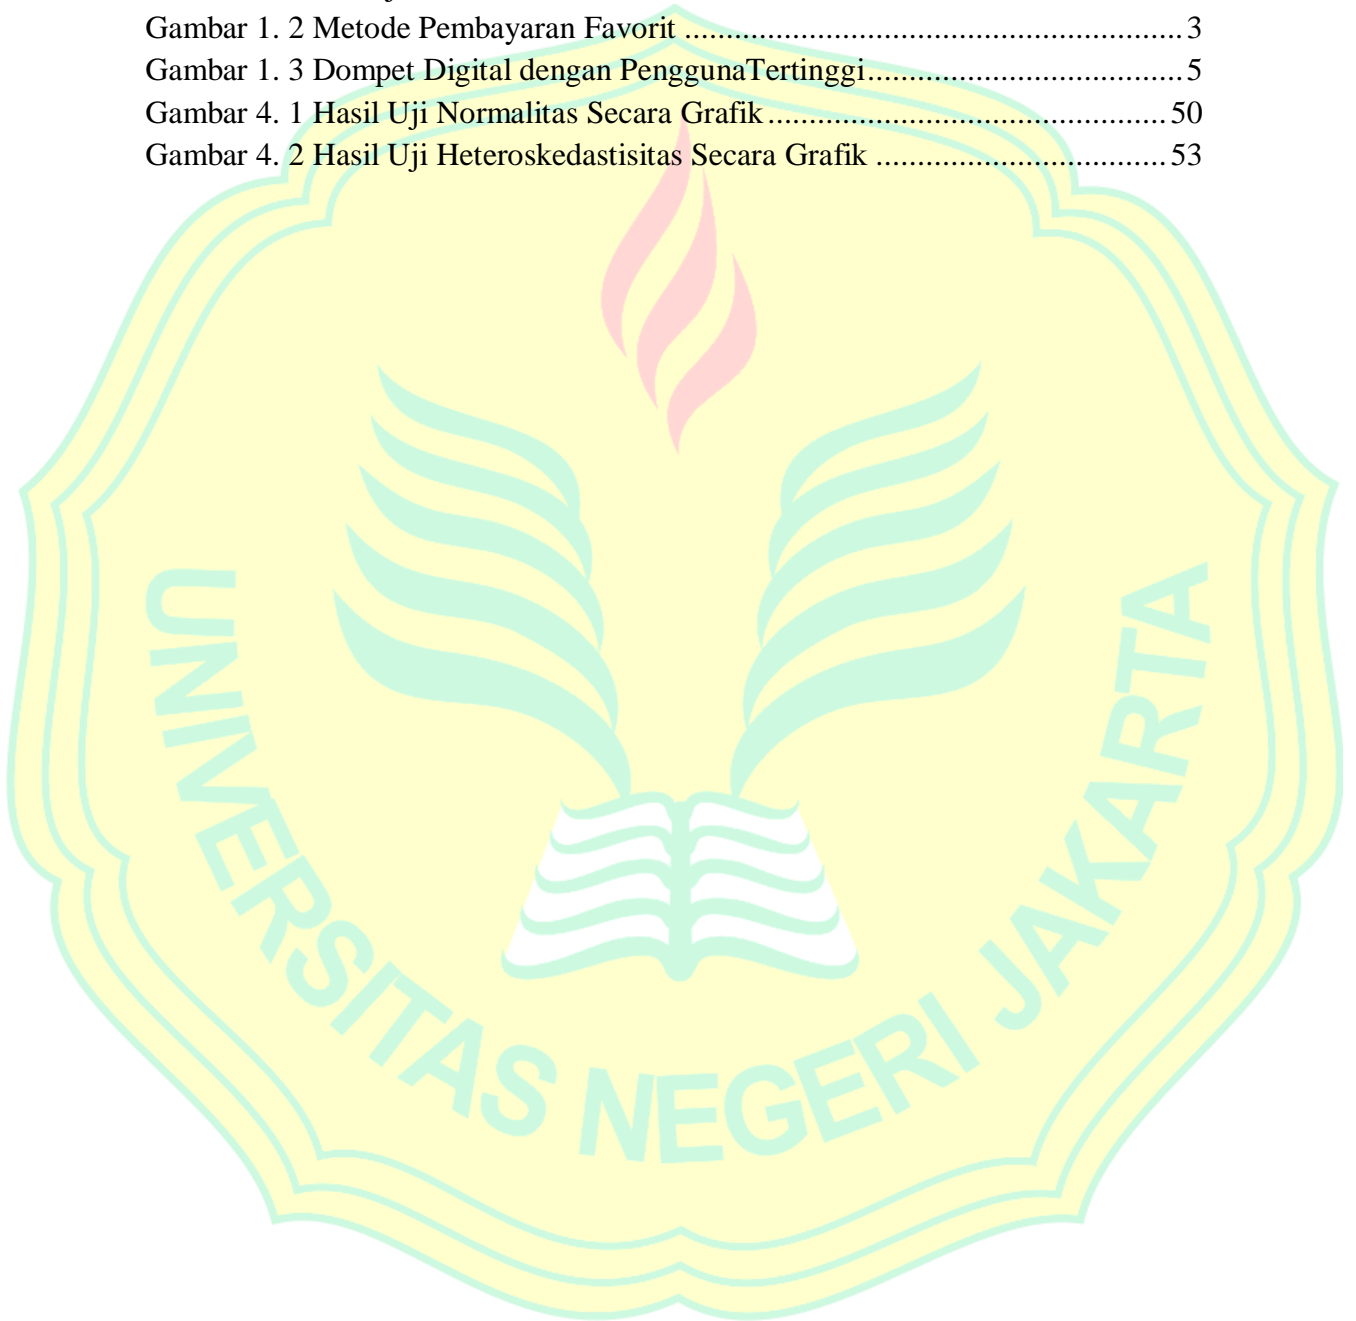 Gambar 1. 2 Metode Pembayaran Favorit ............................................................ 3
Gambar 1. 3 Dompet Digital dengan PenggunaTertinggi...................................... 5
Gambar 4. 1 Hasil Uji Normalitas Secara Grafik .................................................. 50
Gambar 4. 2 Hasil Uji Heteroskedastisitas Secara Grafik ................................... 53
UNIVERSITAS NEGERI JAKARTA